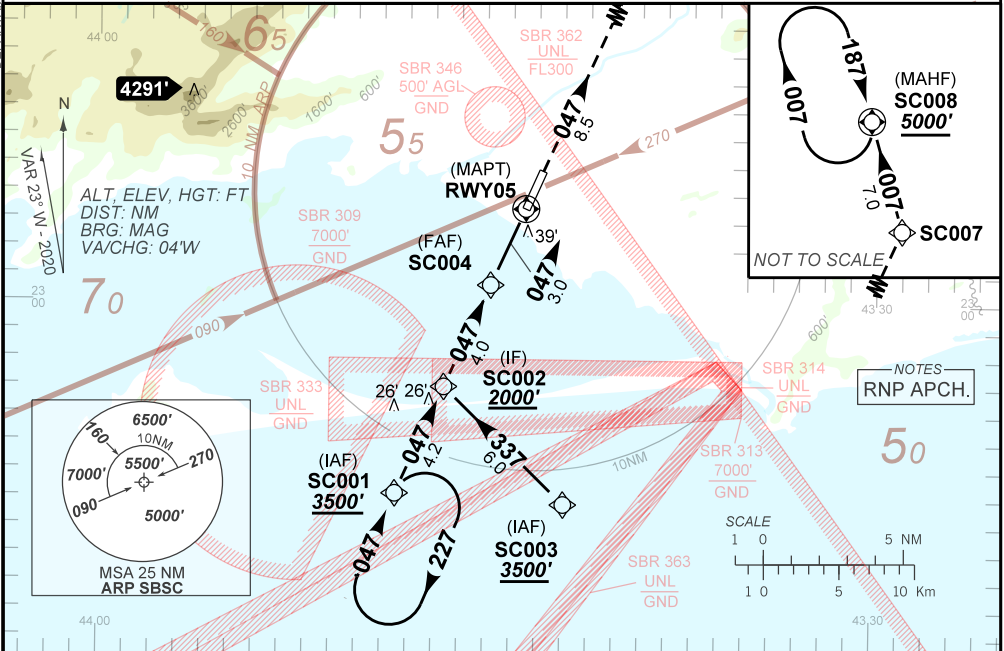 44 00
160
65
SBR 362
UNL
FL300
SBR 346
500' AGL
GND
4291'
3600'
2600'
1600'
600'
10 NM ARP
55
N
VAR 23° W - 2020
ALT, ELEV, HGT: FT
DIST: NM
BRG: MAG
VA/CHG: 04'W
047
8.5
270
(MAPT)
RWY05
39'
SBR 309
7000'
GND
(FAF)
SC004
047
3.0
70
23
00
090
047
4.0
(IF)
SC002
2000'
26'
26'
SBR 333
UNL
GND
047
4.2
337
6.0
(IAF)
SC001
3500'
(IAF)
SC003
3500'
047
227
10NM
187
007
(MAHF)
SC008
5000'
007
7.0
SC007
NOT TO SCALE
43 30
23
00
600'
SBR 314
UNL
GND
NOTES
RNP APCH.
SBR 313
7000'
GND
50
SBR 363
UNL
GND
SCALE
1 0 5 NM
1 0 5 10 Km
6500'
160
10NM
270
7000'
5500'
090
5000'
MSA 25 NM
ARP SBSC
44.00
43.30